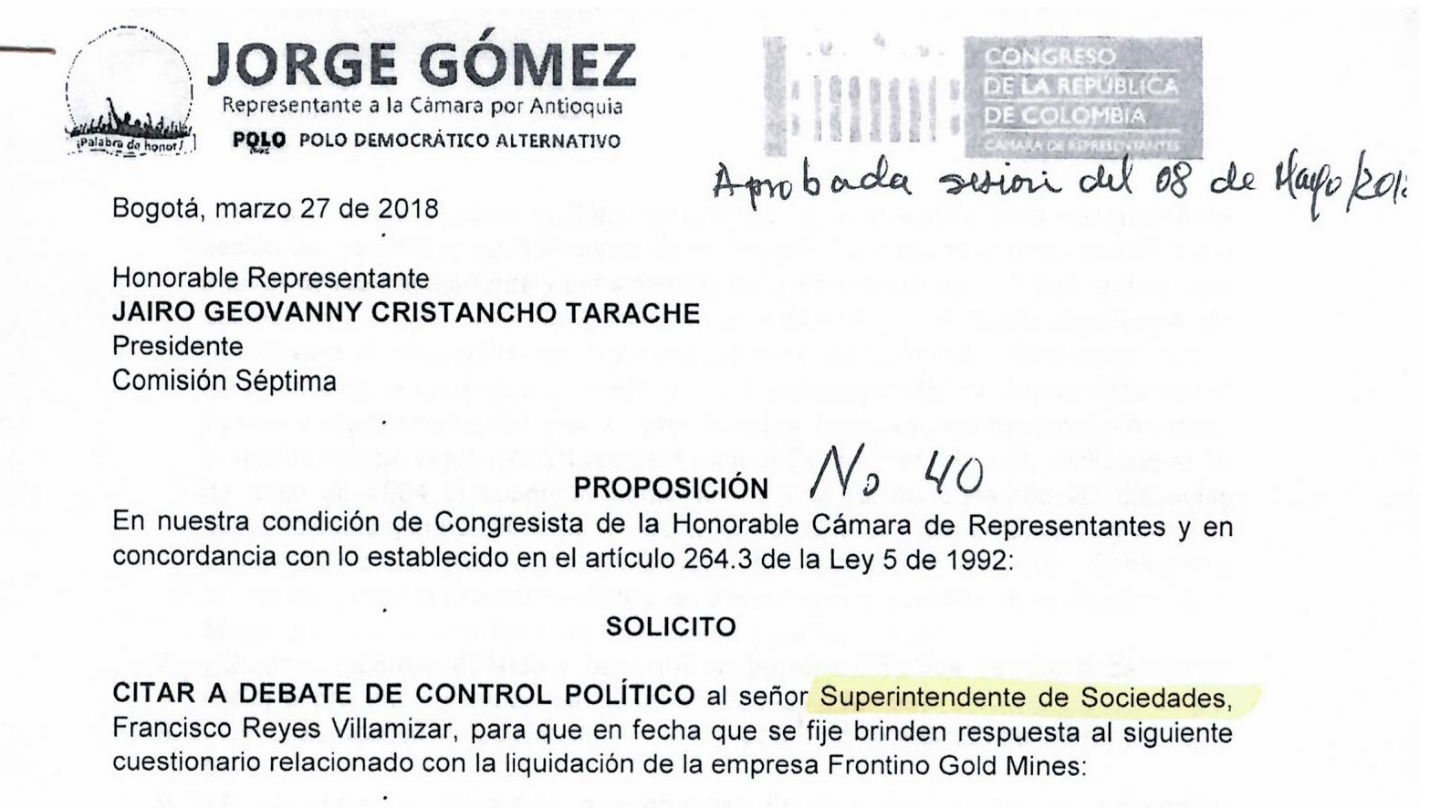 JORGE GÓMEZ
Representante a la Cámara por Antioquia
POLO POLO DEMOCRÁTICO ALTERNATIVO
¡Palabra de honor!
CONGRESO
DE LA REPÚBLICA
DE COLOMBIA
CÁMARA DE REPRESENTANTES
Aprobada sesion del 08 de Mayo/201
Bogotá, marzo 27 de 2018
Honorable Representante
JAIRO GEOVANNY CRISTANCHO TARACHE
Presidente
Comisión Séptima
PROPOSICIÓN No 40
En nuestra condición de Congresista de la Honorable Cámara de Representantes y en
concordancia con lo establecido en el artículo 264.3 de la Ley 5 de 1992:
SOLICITO
CITAR A DEBATE DE CONTROL POLÍTICO al señor Superintendente de Sociedades,
Francisco Reyes Villamizar, para que en fecha que se fije brinden respuesta al siguiente
cuestionario relacionado con la liquidación de la empresa Frontino Gold Mines: